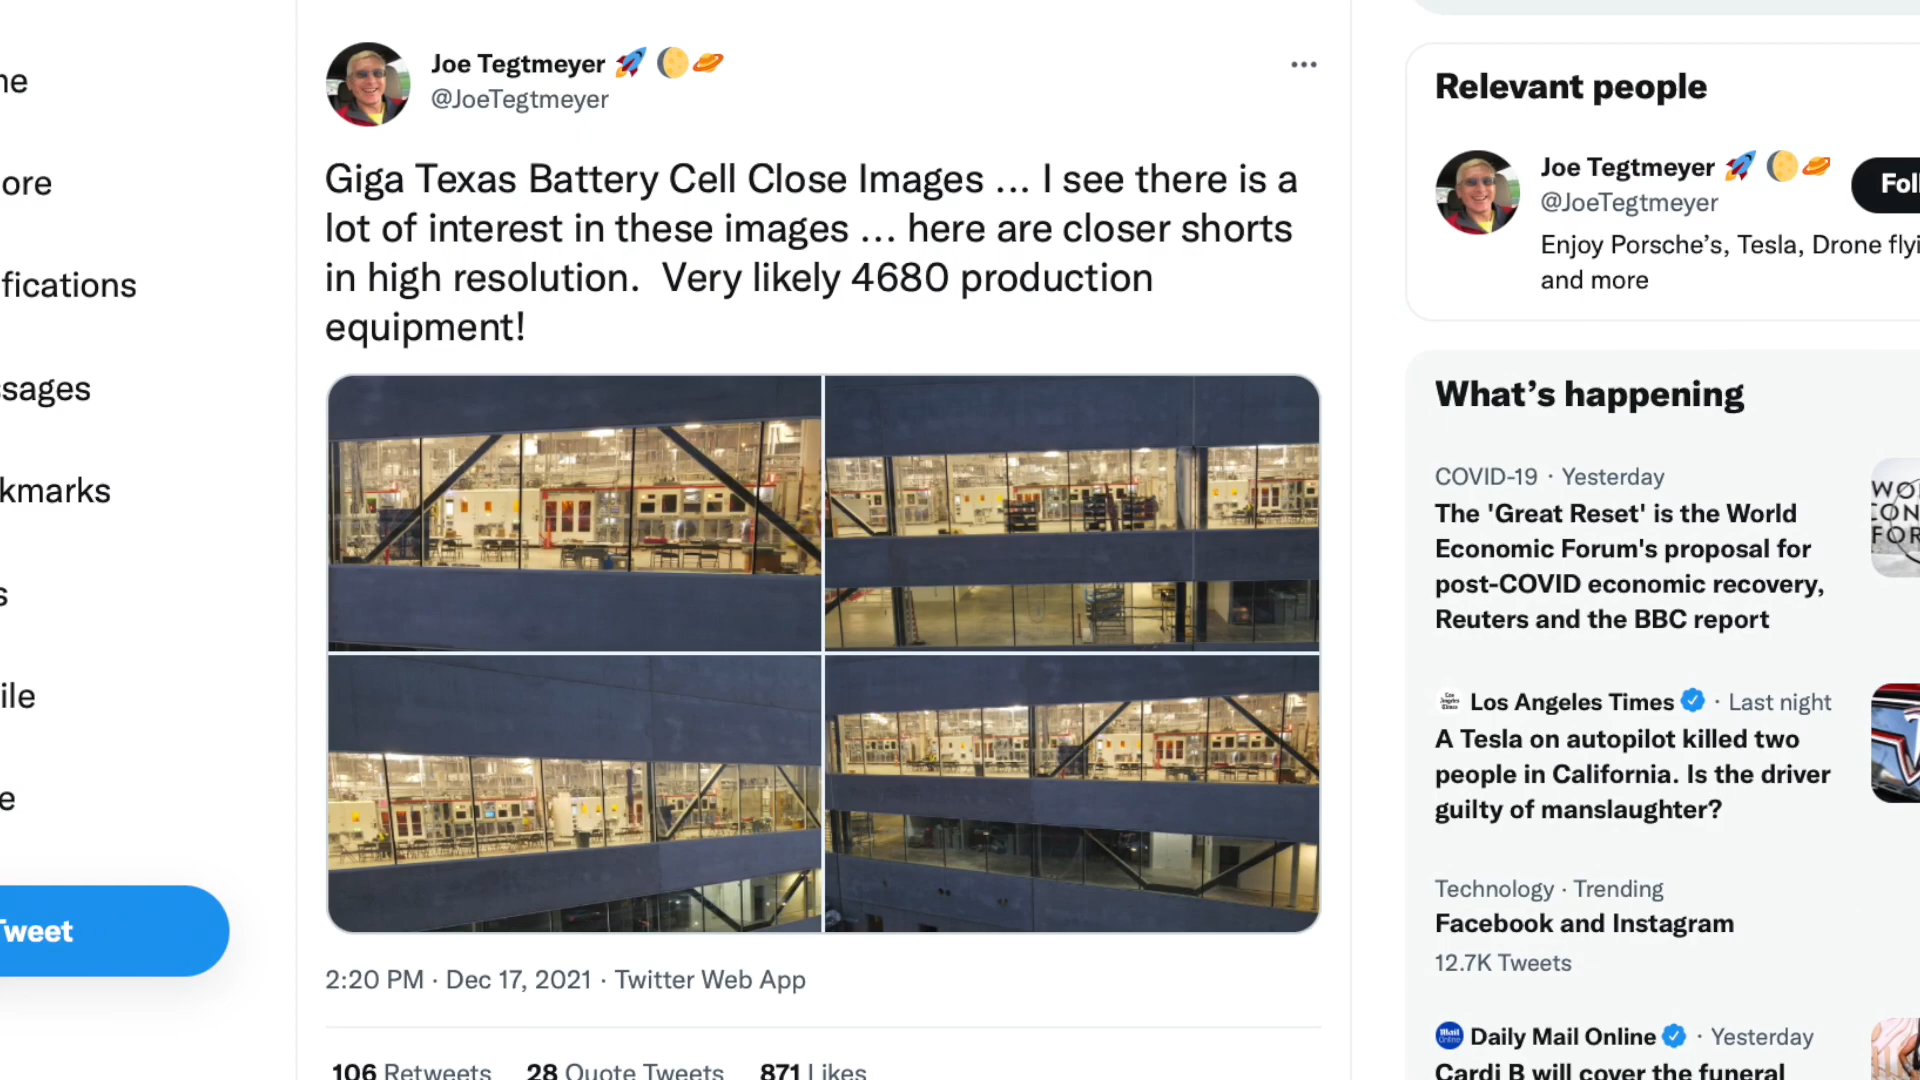 ne
ore
fications
ssages
kmarks
s
ile
e
Tweet
Joe Tegtmeyer 🚀 🌔🪐
@JoeTegtmeyer
Giga Texas Battery Cell Close Images ... I see there is a
lot of interest in these images ... here are closer shorts
in high resolution.  Very likely 4680 production
equipment!
2:20 PM · Dec 17, 2021 · Twitter Web App
106 Retweets 28 Quote Tweets 871 Likes
Relevant people
Joe Tegtmeyer 🚀 🌔🪐
@JoeTegtmeyer
Fol
Enjoy Porsche’s, Tesla, Drone flyi
and more
What’s happening
COVID-19 · Yesterday
The 'Great Reset' is the World
Economic Forum's proposal for
post-COVID economic recovery,
Reuters and the BBC report
WO
CON
FOR
Los Angeles Times · Last night
A Tesla on autopilot killed two
people in California. Is the driver
guilty of manslaughter?
Technology · Trending
Facebook and Instagram
12.7K Tweets
Daily Mail Online · Yesterday
Cardi B will cover the funeral